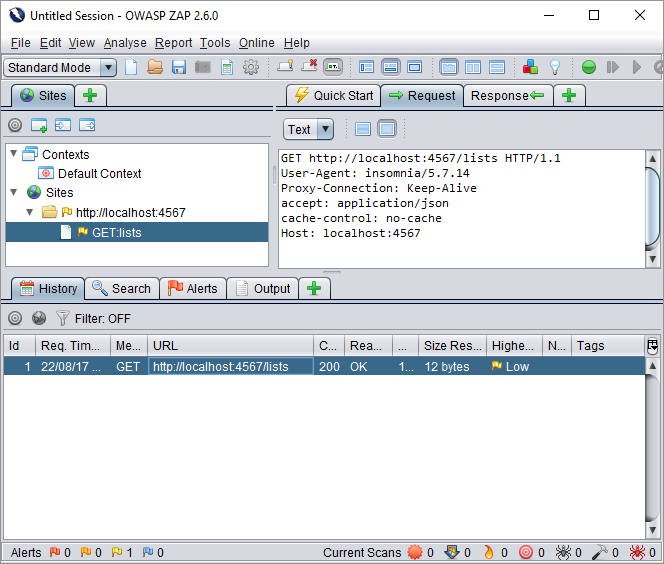 Untitled Session - OWASP ZAP 2.6.0
File Edit View Analyse Report Tools Online Help
Standard Mode
Sites
Quick Start Request Response
Contexts
Default Context
Sites
http://localhost:4567
GET:lists
Text
GET http://localhost:4567/lists HTTP/1.1
User-Agent: insomnia/5.7.14
Proxy-Connection: Keep-Alive
accept: application/json
cache-control: no-cache
Host: localhost:4567
History Search Alerts Output
Filter: OFF
Id Req. Tim... Me... URL C... Rea... ... Size Res... Highe... N... Tags
1 22/08/17 ... GET http://localhost:4567/lists 200 OK 1... 12 bytes Low
Alerts 0 0 1 0 Current Scans 0 0 0 0 0 0 0